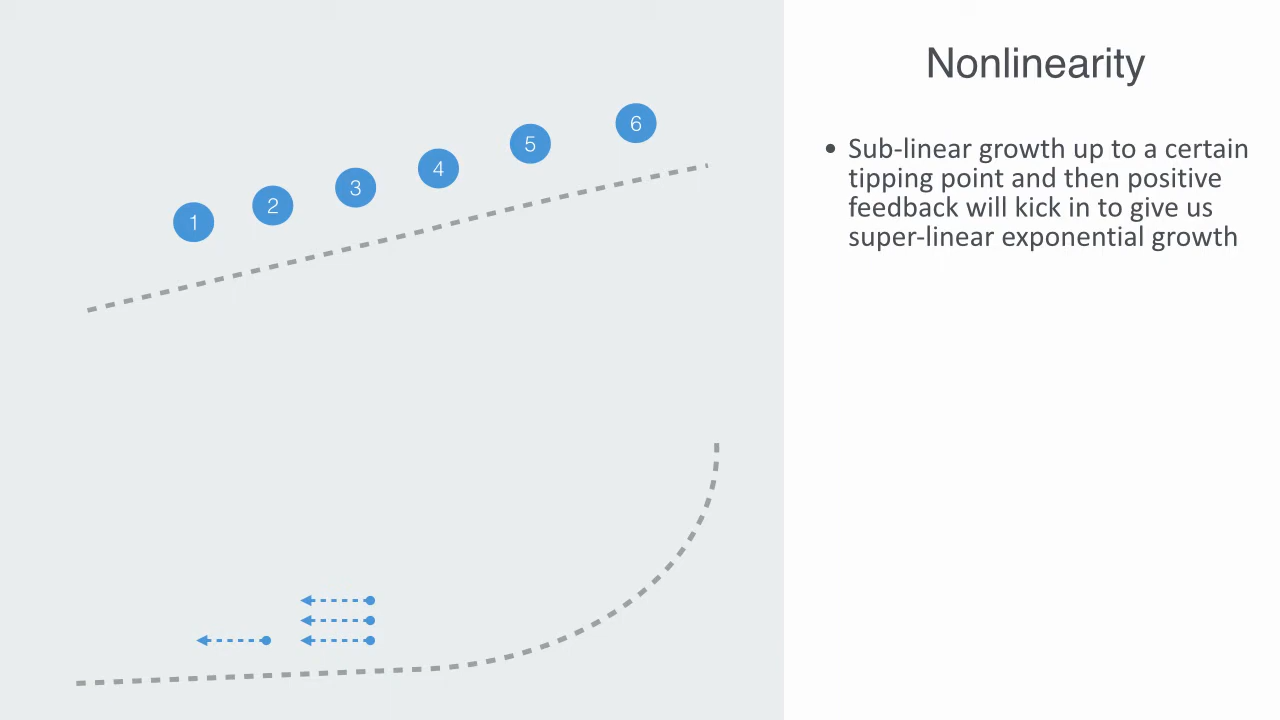 Nonlinearity
1
2
3
4
5
6
• Sub-linear growth up to a certain
tipping point and then positive
feedback will kick in to give us
super-linear exponential growth